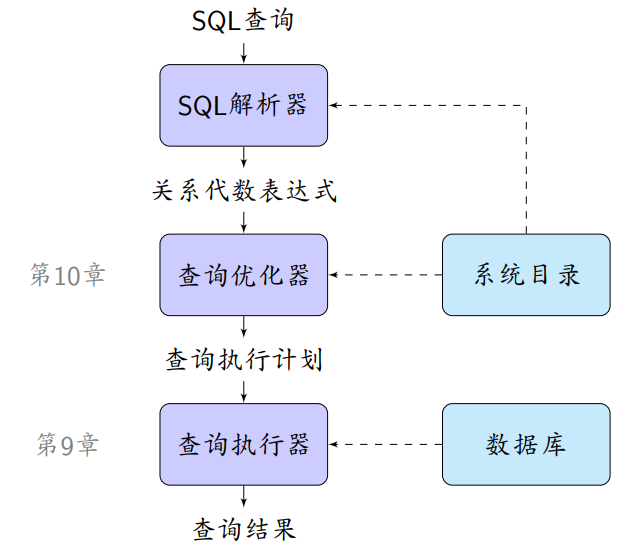 SQL查询
SQL解析器
关系代数表达式
第10章
查询优化器
系统目录
查询执行计划
第9章
查询执行器
数据库
查询结果